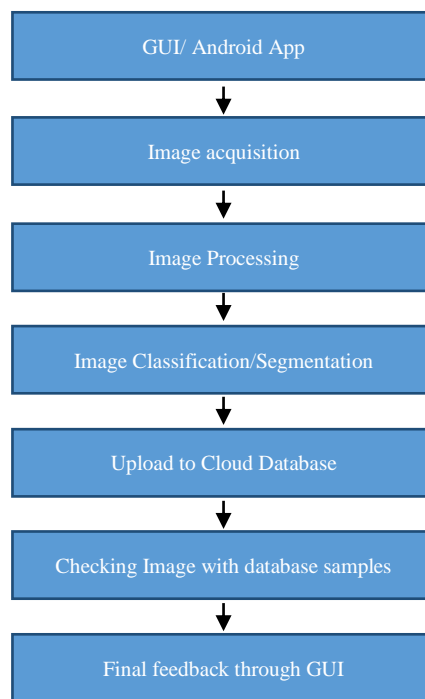 GUI/ Android App
Image acquisition
Image Processing
Image Classification/Segmentation
Upload to Cloud Database
Checking Image with database samples
Final feedback through GUI